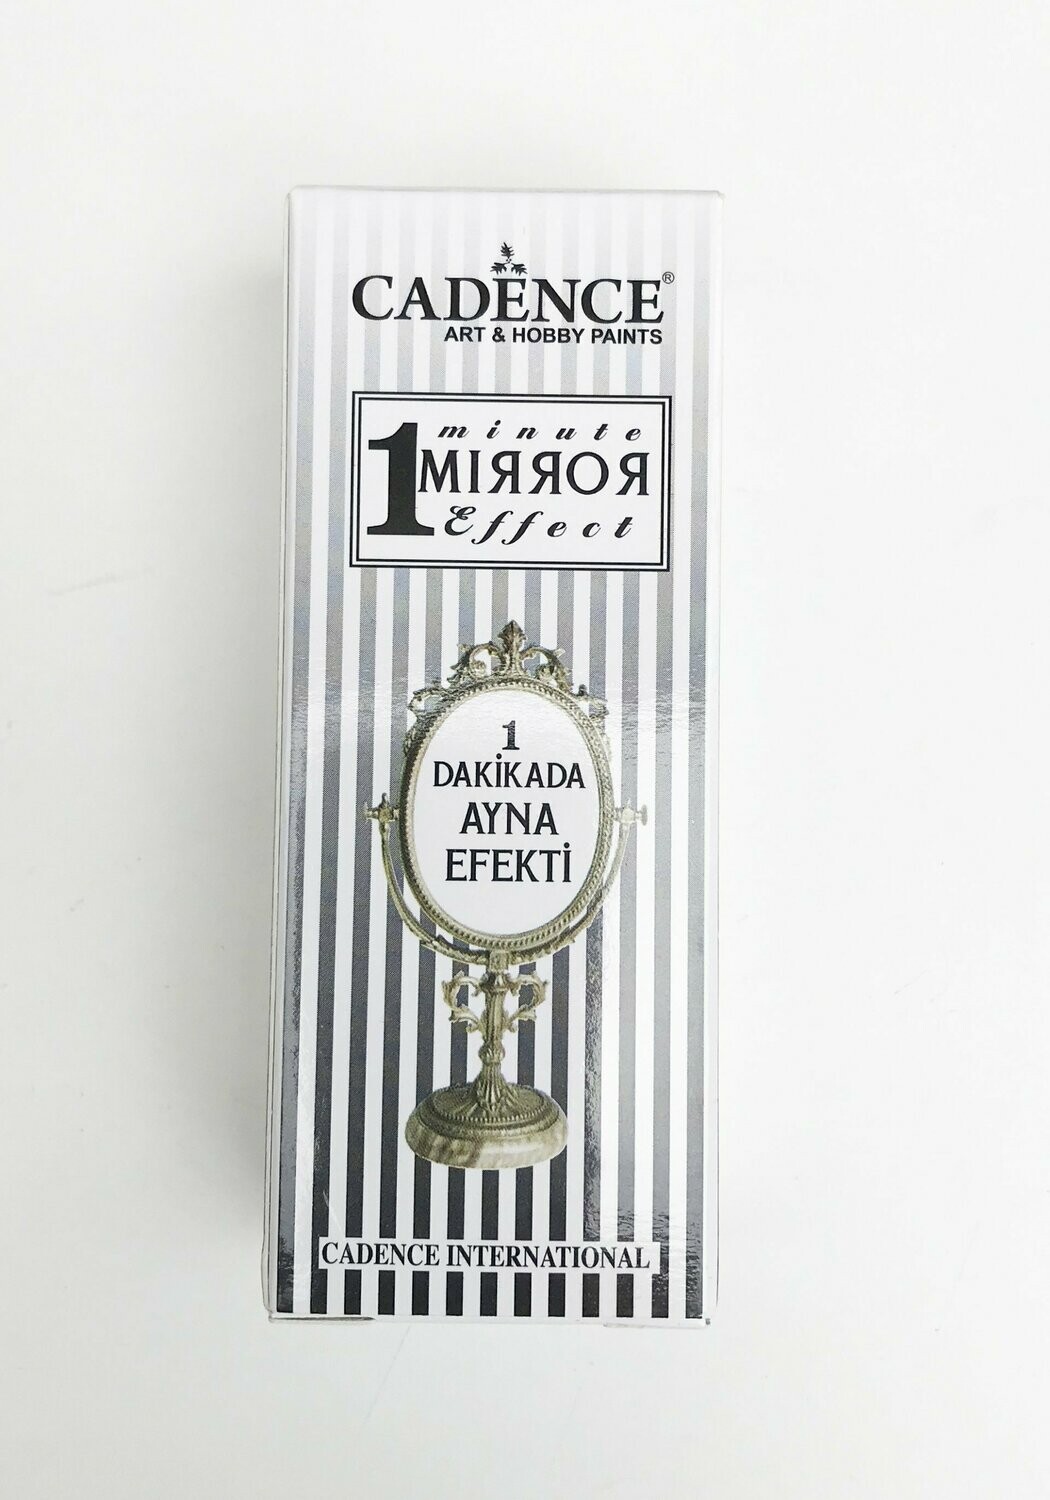 CADENCE®
ART & HOBBY PAINTS
1 minute
MIRROR
Effect
1
DAKİKADA
AYNA
EFEKTİ
CADENCE INTERNATIONAL